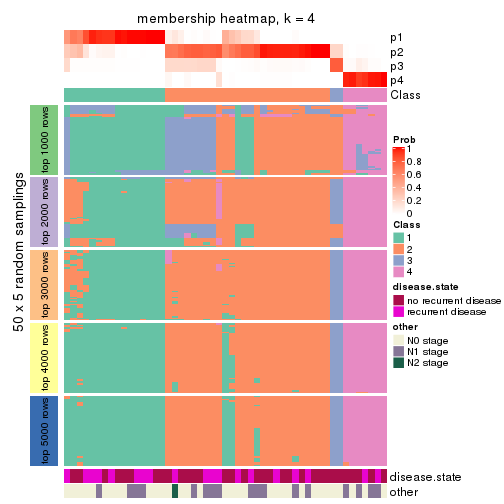 membership heatmap, k = 4
p1
p2
p3
p4
Class
50 x 5 random samplings
top 1000 rows
top 2000 rows
top 3000 rows
top 4000 rows
top 5000 rows
disease.state
other
Prob
1
0.8
0.6
0.4
0.2
0
Class
1
2
3
4
disease.state
no recurrent disease
recurrent disease
other
N0 stage
N1 stage
N2 stage